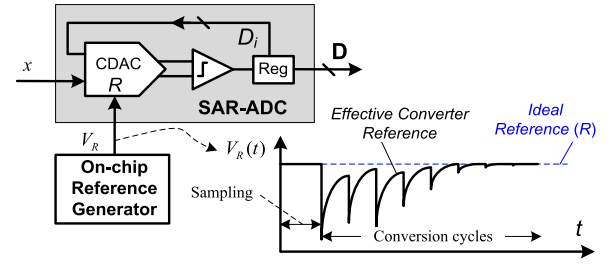 D_i
CDAC
R
Reg
D
x
SAR-ADC
V_R
On-chip
Reference
Generator
V_R(t)
Effective Converter
Reference
Ideal
Reference (R)
Sampling
Conversion cycles
t